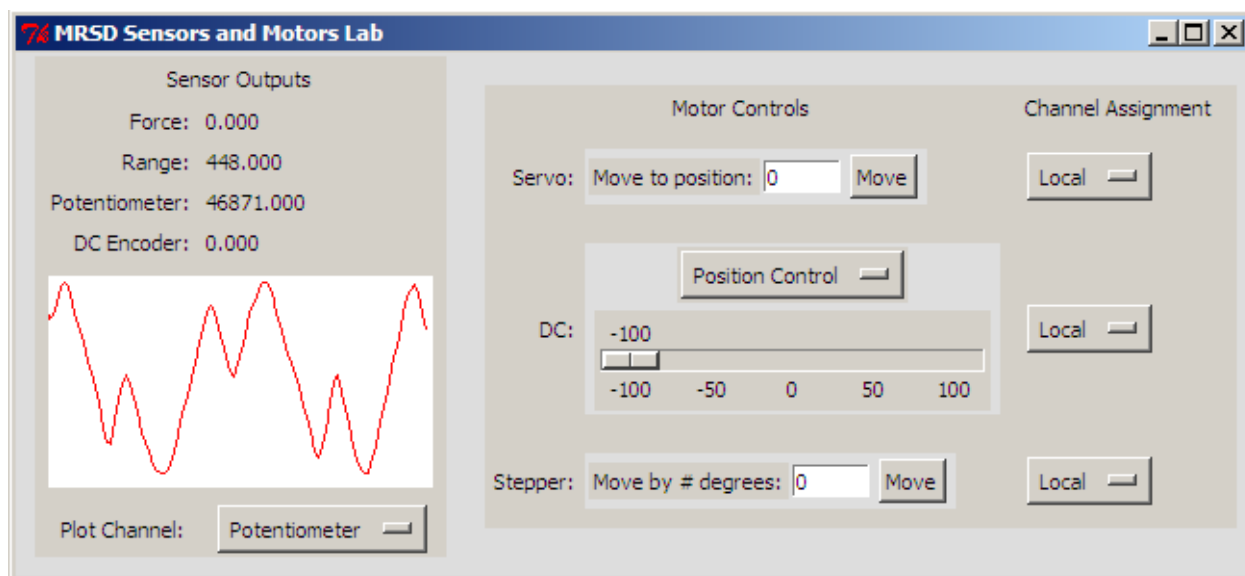 MRSD Sensors and Motors Lab
Sensor Outputs
Force: 0.000
Range: 448.000
Potentiometer: 46871.000
DC Encoder: 0.000
Plot Channel: Potentiometer
Motor Controls
Channel Assignment
Servo: Move to position: 0 Move
Local
Position Control
DC:
-100
-100 -50 0 50 100
Local
Stepper: Move by # degrees: 0 Move
Local